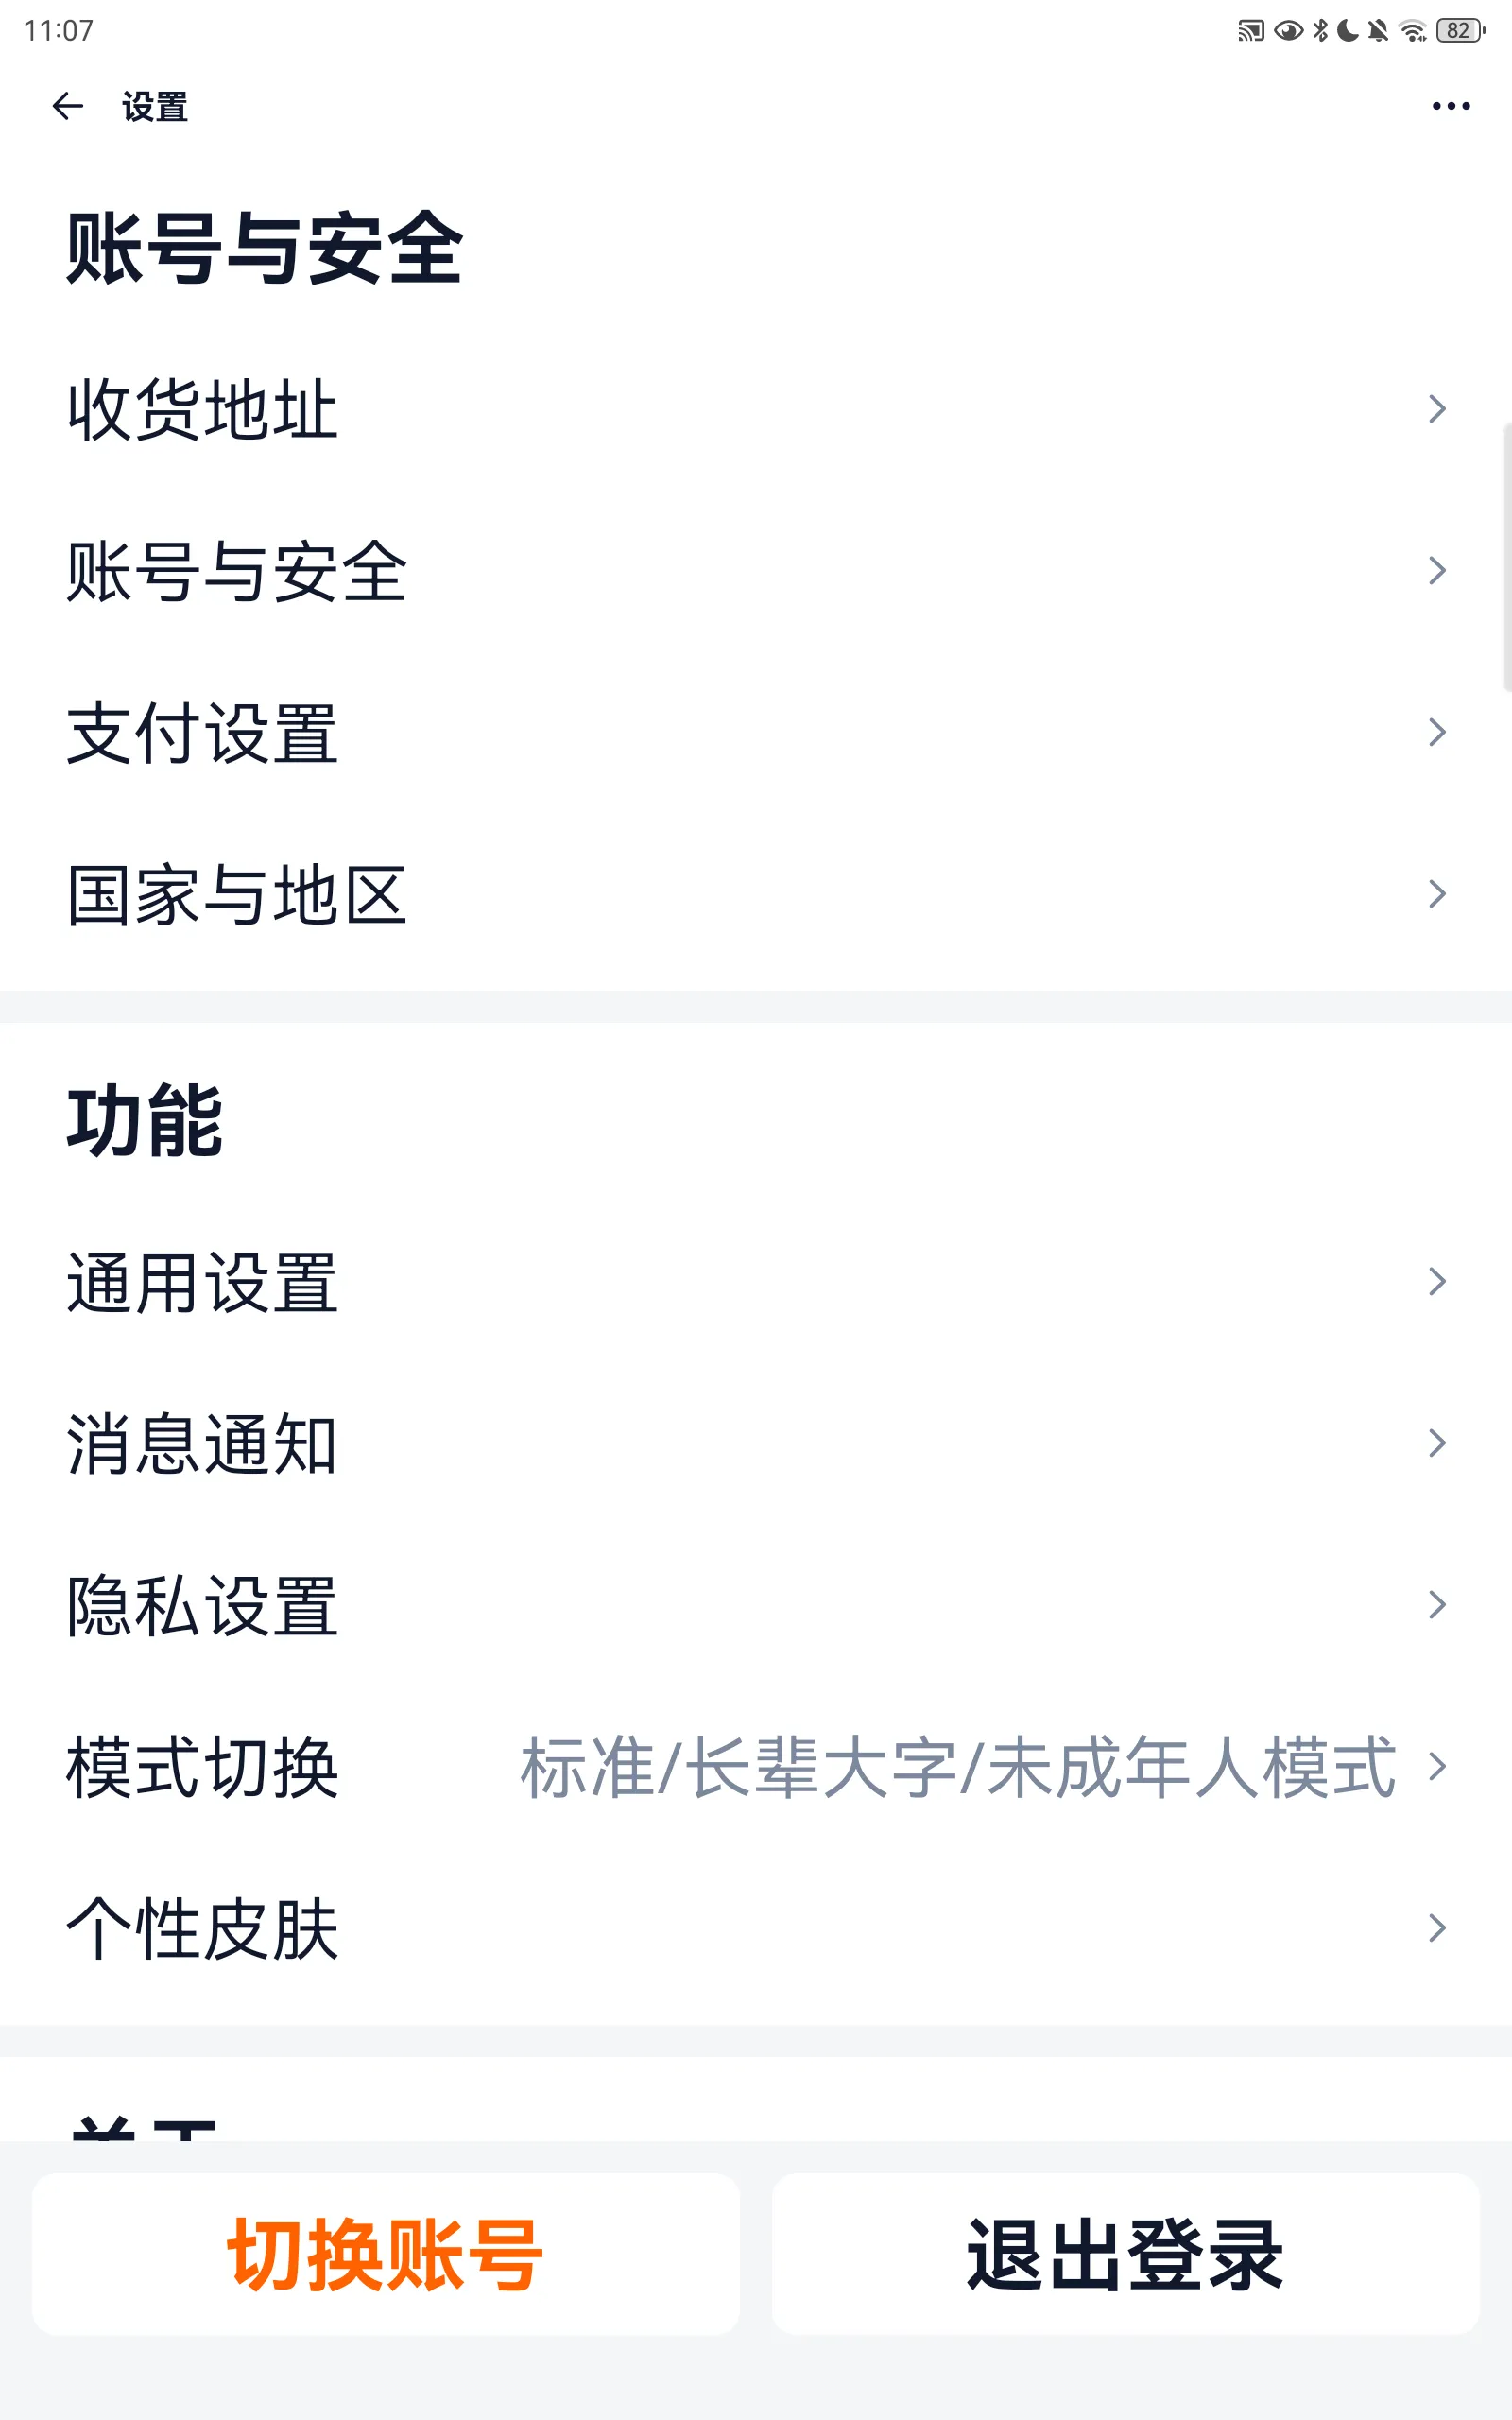 11:07
82
设置
账号与安全
收货地址
账号与安全
支付设置
国家与地区
功能
通用设置
消息通知
隐私设置
模式切换 标准/长辈大字/未成年人模式
个性皮肤
切换账号 退出登录